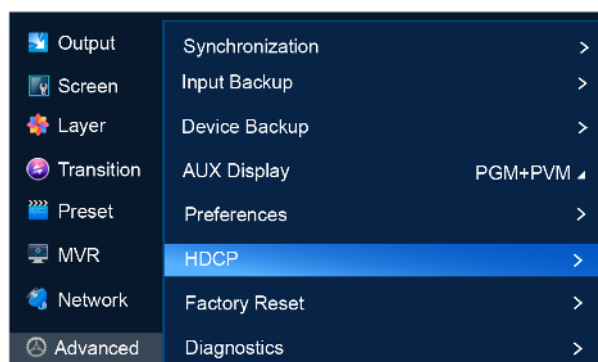 Output
Screen
Layer
Transition
Preset
MVR
Network
Advanced
Synchronization
Input Backup
Device Backup
AUX Display PGM+PVM
Preferences
HDCP
Factory Reset
Diagnostics